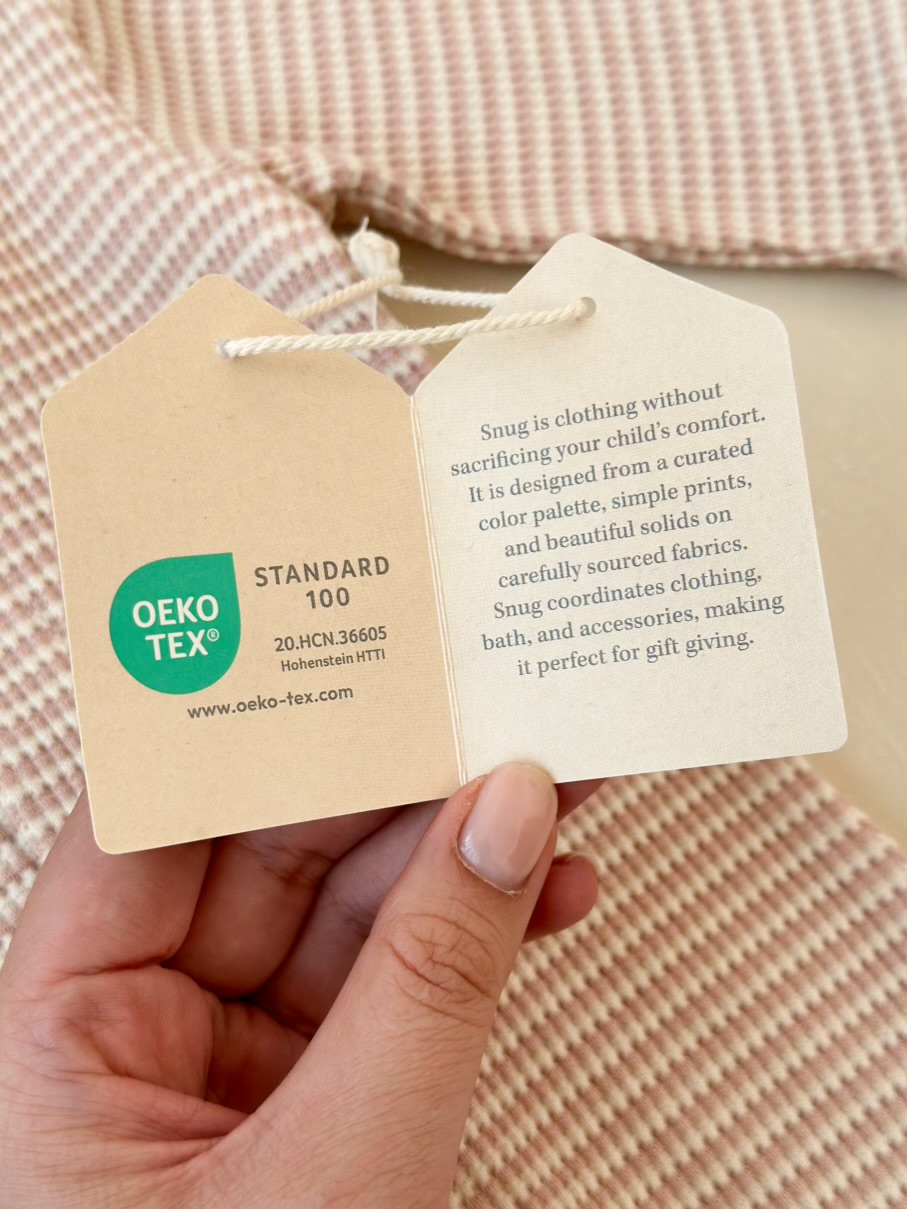 OEKO
TEX®
STANDARD
100
20.HCN.36605
Hohenstein HTTI
www.oeko-tex.com
Snug is clothing without
sacrificing your child's comfort.
It is designed from a curated
color palette, simple prints,
and beautiful solids on
carefully sourced fabrics.
Snug coordinates clothing,
bath, and accessories, making
it perfect for gift giving.